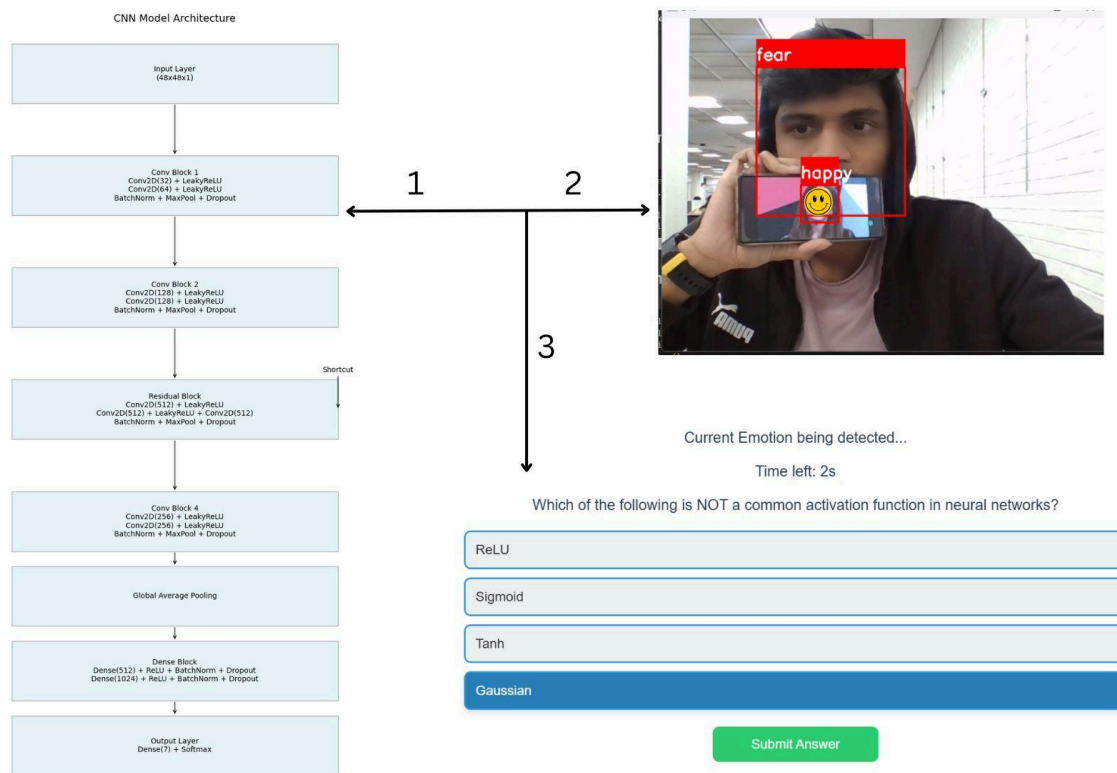 CNN Model Architecture
Input Layer
(48x48x1)
Conv Block 1
Conv2D(32) + LeakyReLU
Conv2D(64) + LeakyReLU
BatchNorm + MaxPool + Dropout
Conv Block 2
Conv2D(128) + LeakyReLU
Conv2D(128) + LeakyReLU
BatchNorm + MaxPool + Dropout
Shortcut
Residual Block
Conv2D(512) + LeakyReLU
Conv2D(512) + LeakyReLU + Conv2D(512)
BatchNorm + MaxPool + Dropout
Conv Block 4
Conv2D(256) + LeakyReLU
Conv2D(256) + LeakyReLU
BatchNorm + MaxPool + Dropout
Global Average Pooling
Dense Block
Dense(512) + ReLU + BatchNorm + Dropout
Dense(1024) + ReLU + BatchNorm + Dropout
Output Layer
Dense(7) + Softmax
1
2
3
fear
happy
PUMA
Current Emotion being detected...
Time left: 2s
Which of the following is NOT a common activation function in neural networks?
ReLU
Sigmoid
Tanh
Gaussian
Submit Answer